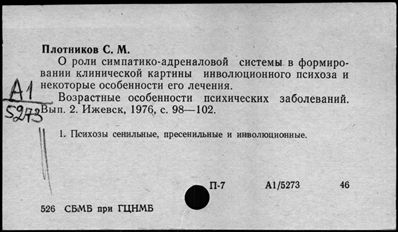 Плотников С. М.
О роли симпатико-адреналовой системы в формиро-
вании клинической картины инволюционного психоза и
некоторые особенности его лечения.
А1
5273
Возрастные особенности психических заболеваний.
Вып. 2. Ижевск, 1976, с. 98—102.
1. Психозы сенильные, пресенильные и инволюционные.
П-7 А1/5273 46
526 СБМБ при ГЦНМБ